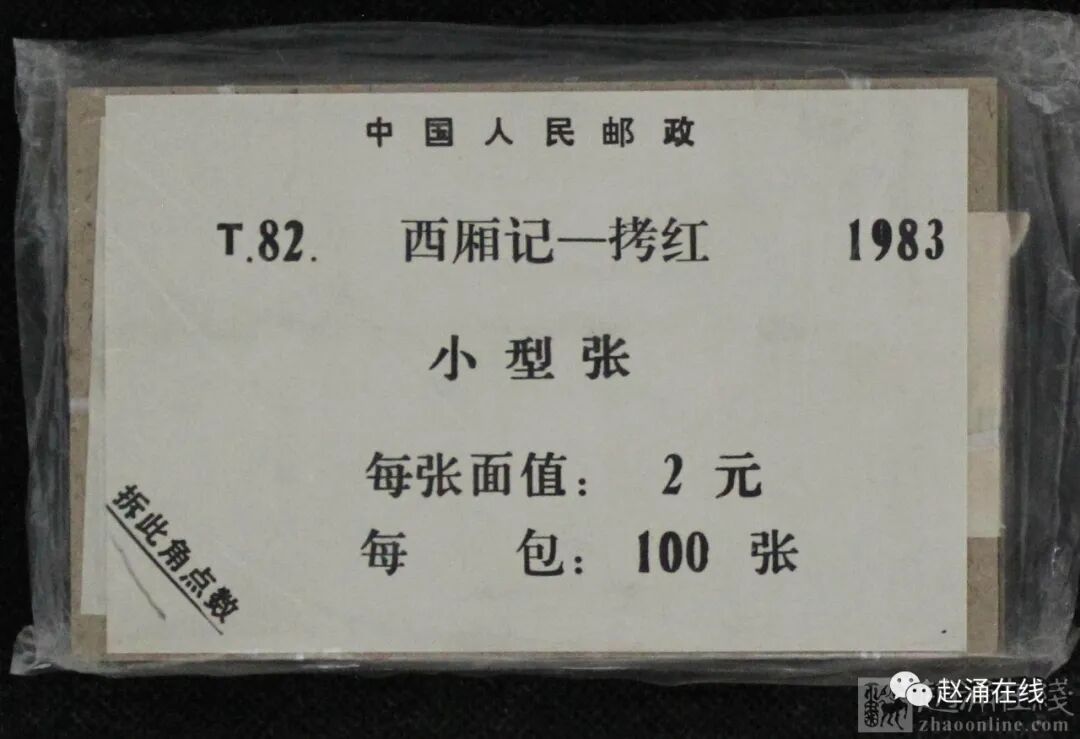 中国人民邮政
T.82. 西厢记—拷红 1983
小型张
每张面值: 2 元
每 包: 100 张
拆此角点数
赵涌在线
zhaoonline.com